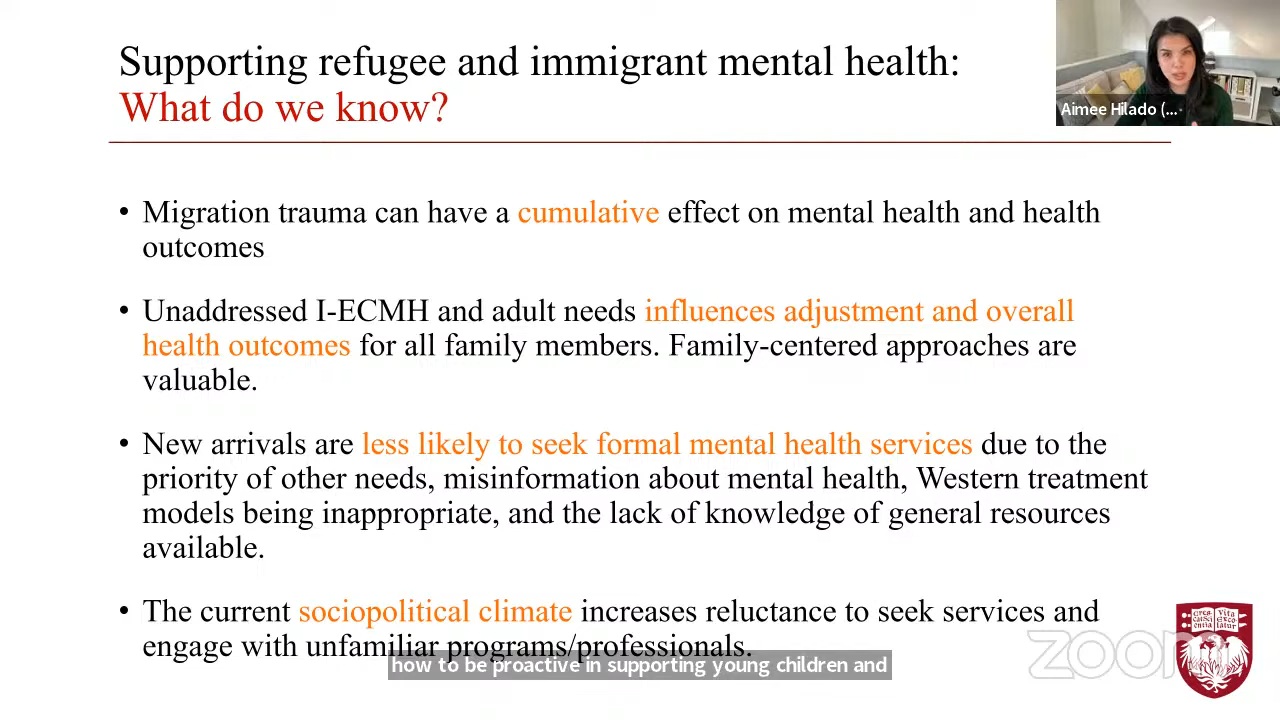 Supporting refugee and immigrant mental health:
What do we know?
Aimee Hilado (...
• Migration trauma can have a cumulative effect on mental health and health
outcomes
• Unaddressed I-ECMH and adult needs influences adjustment and overall
health outcomes for all family members. Family-centered approaches are
valuable.
• New arrivals are less likely to seek formal mental health services due to the
priority of other needs, misinformation about mental health, Western treatment
models being inappropriate, and the lack of knowledge of general resources
available.
• The current sociopolitical climate increases reluctance to seek services and
engage with unfamiliar programs/professionals.
how to be proactive in supporting young children and
zoom